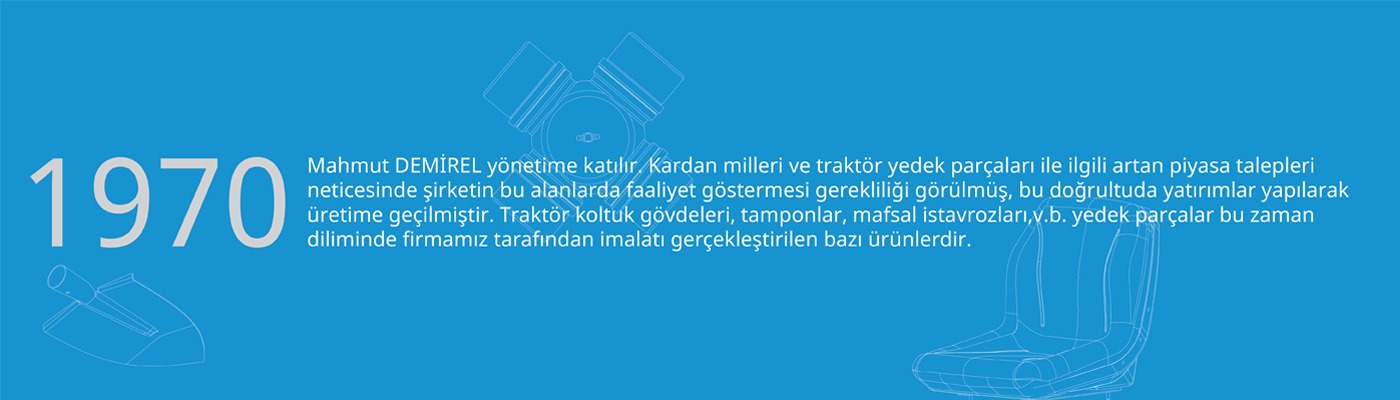 1970
Mahmut DEMİREL yönetime katılır. Kardan milleri ve traktör yedek parçaları ile ilgili artan piyasa talepleri
neticesinde şirketin bu alanlarda faaliyet göstermesi gerekliliği görülmüş, bu doğrultuda yatırımlar yapılarak
üretime geçilmiştir. Traktör koltuk gövdeleri, tamponlar, mafsal istavrozları,v.b. yedek parçalar bu zaman
diliminde firmamız tarafından imalatı gerçekleştirilen bazı ürünlerdir.